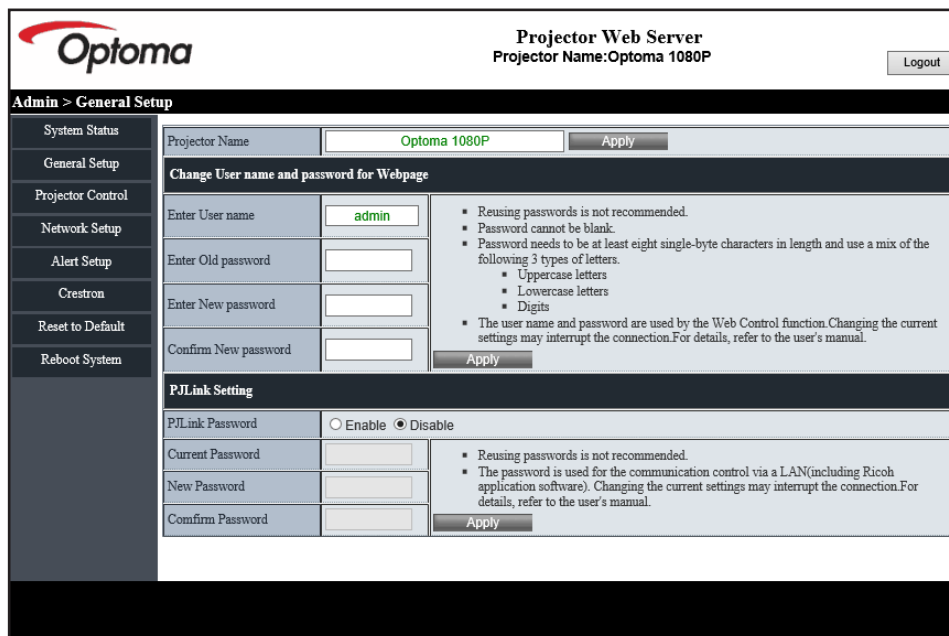 Optoma
Projector Web Server
Projector Name:Optoma 1080P
Logout
Admin > General Setup
System Status
General Setup
Projector Control
Network Setup
Alert Setup
Crestron
Reset to Default
Reboot System
Projector Name
Optoma 1080P
Apply
Change User name and password for Webpage
Enter User name
admin
Enter Old password
Enter New password
Confirm New password
Reusing passwords is not recommended.
Password cannot be blank.
Password needs to be at least eight single-byte characters in length and use a mix of the
following 3 types of letters.
Uppercase letters
Lowercase letters
Digits
The user name and password are used by the Web Control function.Changing the current
settings may interrupt the connection.For details, refer to the user's manual.
Apply
PJLink Setting
PJLink Password
Enable
Disable
Current Password
New Password
Comfirm Password
Reusing passwords is not recommended.
The password is used for the communication control via a LAN(including Ricoh
application software). Changing the current settings may interrupt the connection.For
details, refer to the user's manual.
Apply